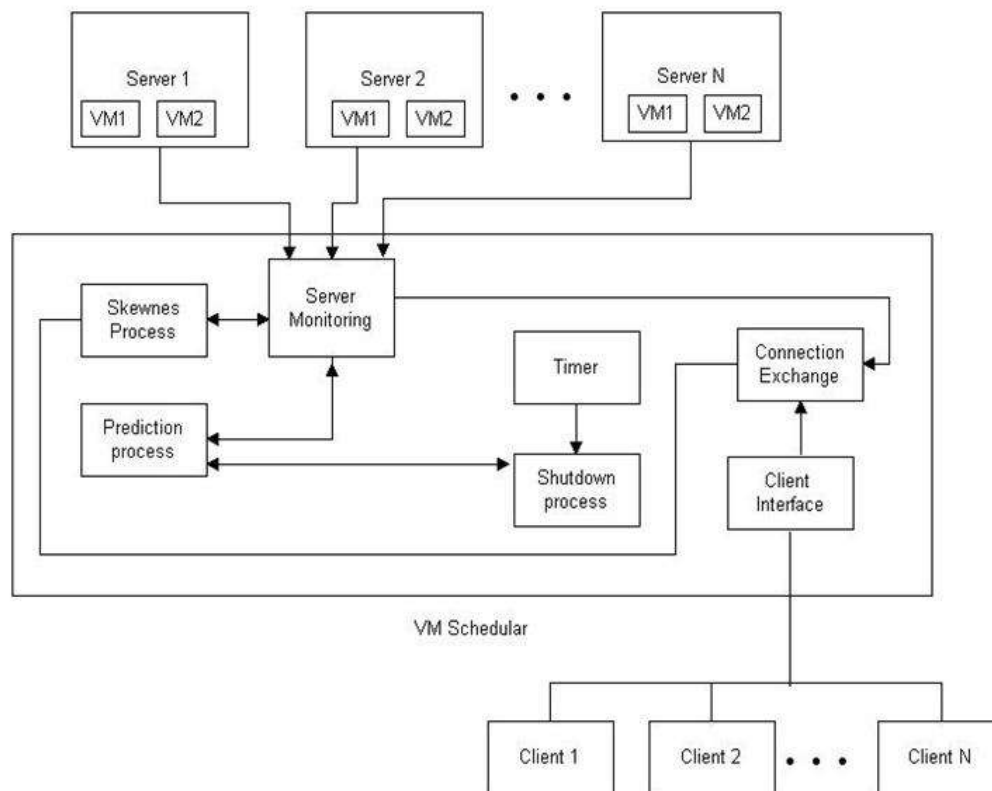 Server 1
VM1
VM2
Server 2
VM1
VM2
Server N
VM1
VM2
Skewnes
Process
Server
Monitoring
Timer
Connection
Exchange
Prediction
process
Shutdown
process
Client
Interface
VM Schedular
Client 1
Client 2
Client N